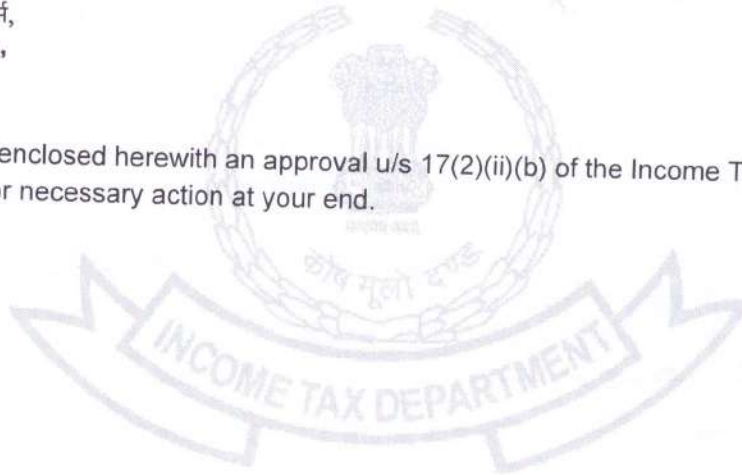 ,
enclosed herewith an approval u/s 17(2)(ii)(b) of the Income T
or necessary action at your end.
कोष मूलो दण्ड
INCOME TAX DEPARTMENT